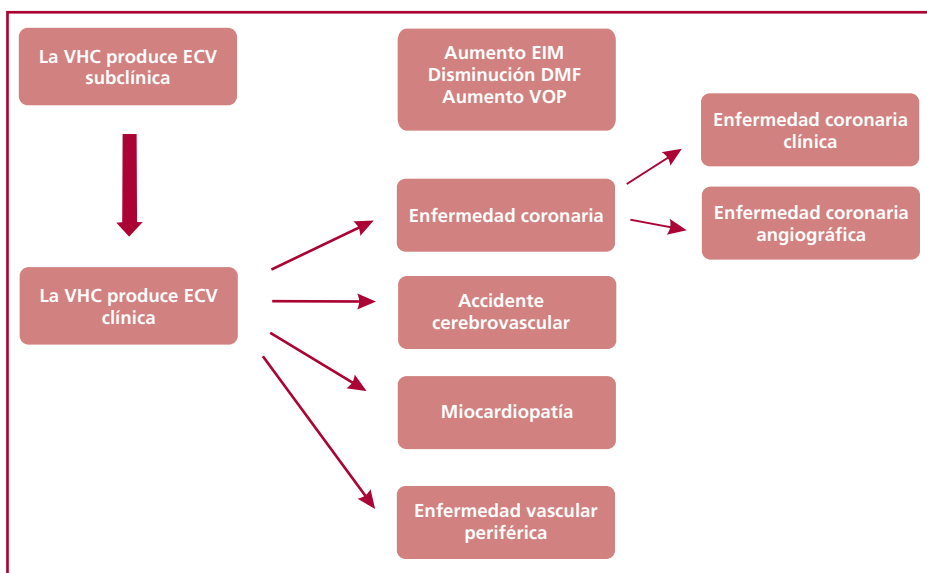 La VHC produce ECV
subclínica
Aumento EIM
Disminución DMF
Aumento VOP
Enfermedad coronaria
clínica
Enfermedad coronaria
Enfermedad coronaria
angiográfica
La VHC produce ECV
clínica
Accidente
cerebrovascular
Miocardiopatía
Enfermedad vascular
periférica